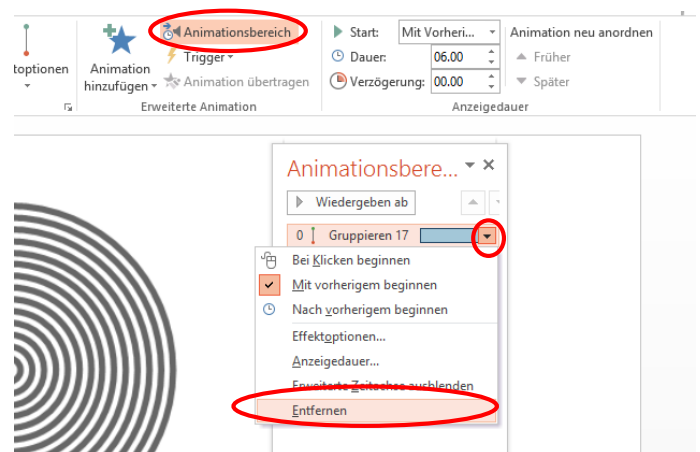 Animationsbereich
Start: Mit Vorheri...
Animation neu anordnen
toptionen
Animation hinzufügen
Trigger
Dauer: 06.00
Früher
Animation übertragen
Verzögerung: 00.00
Später
Erweiterte Animation
Anzeigedauer
Animationsbere...
Wiedergeben ab
0 Gruppieren 17
Bei Klicken beginnen
Mit vorherigem beginnen
Nach vorherigem beginnen
Effektoptionen...
Anzeigedauer...
Erweiterte Zeitachse ausblenden
Entfernen